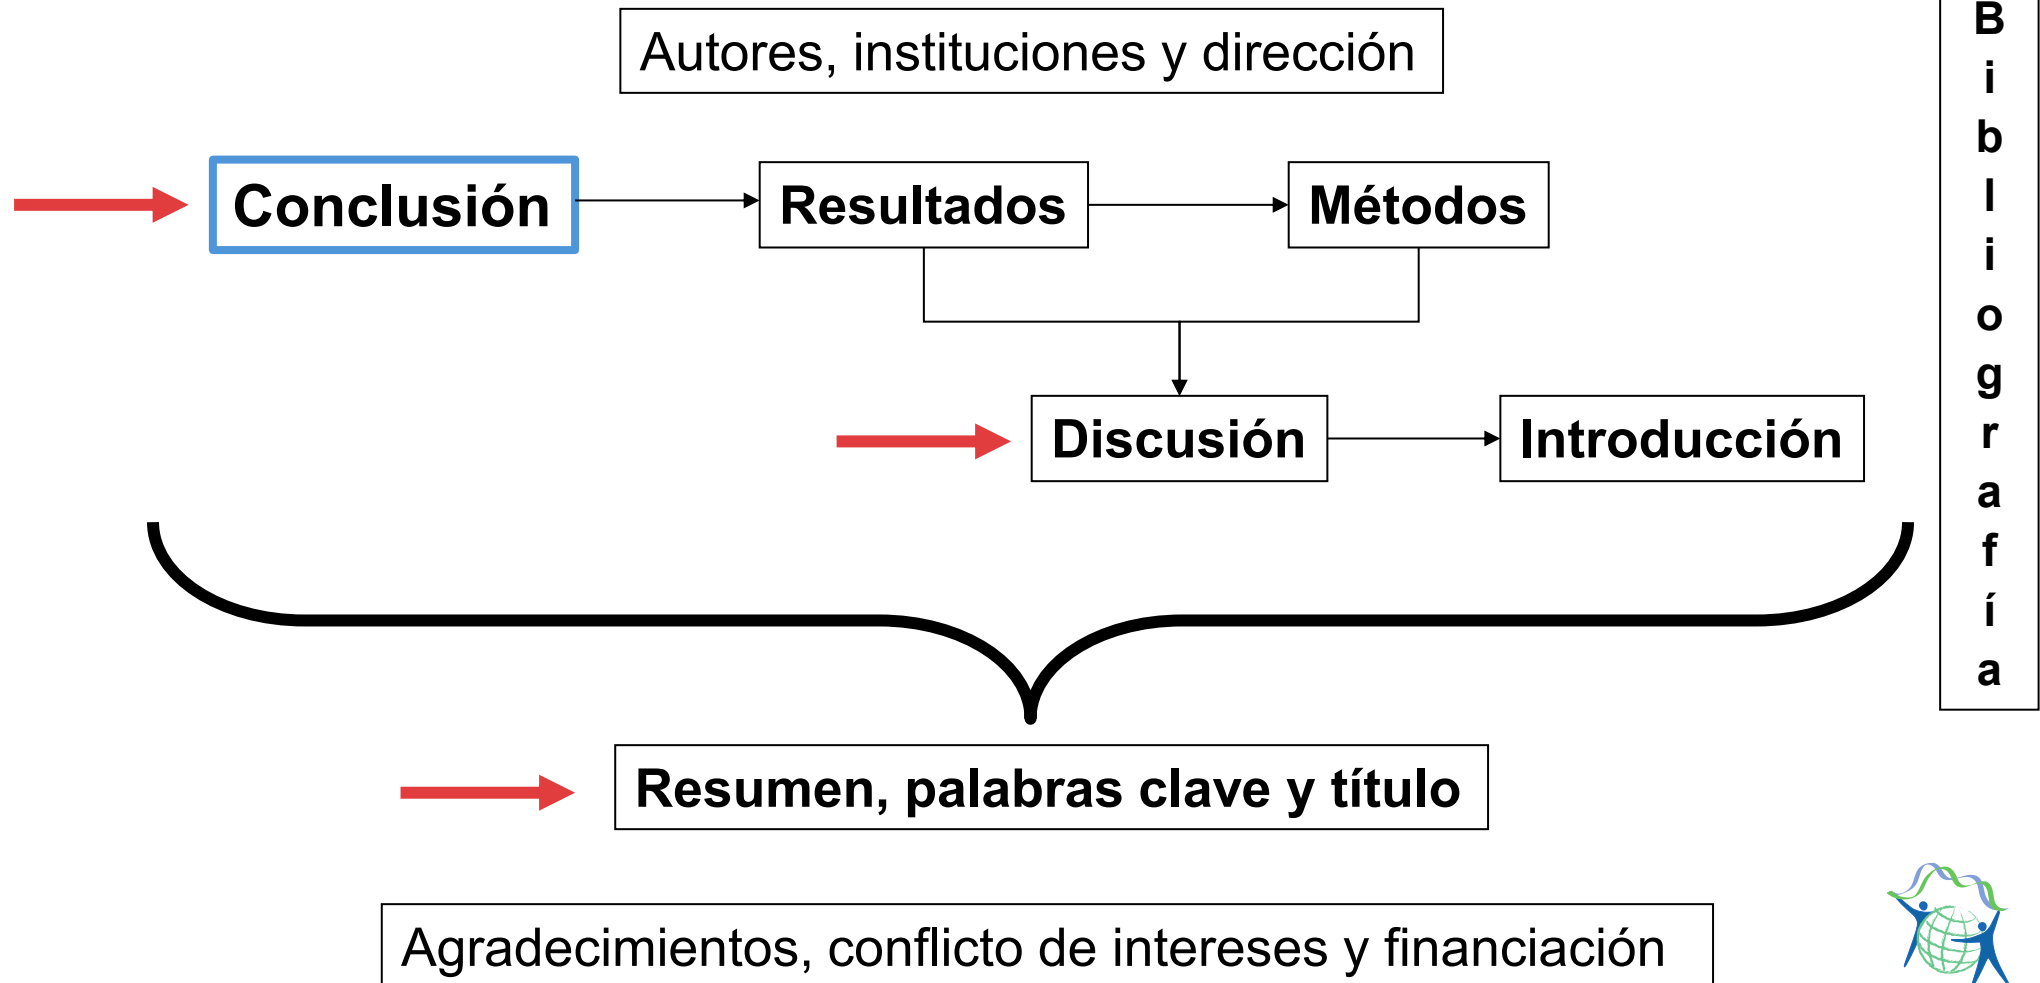 Autores, instituciones y dirección
Conclusión
Resultados
Métodos
Discusión
Introducción
Resumen, palabras clave y título
Agradecimientos, conflicto de intereses y financiación
B
i
b
l
i
o
g
r
a
f
í
a